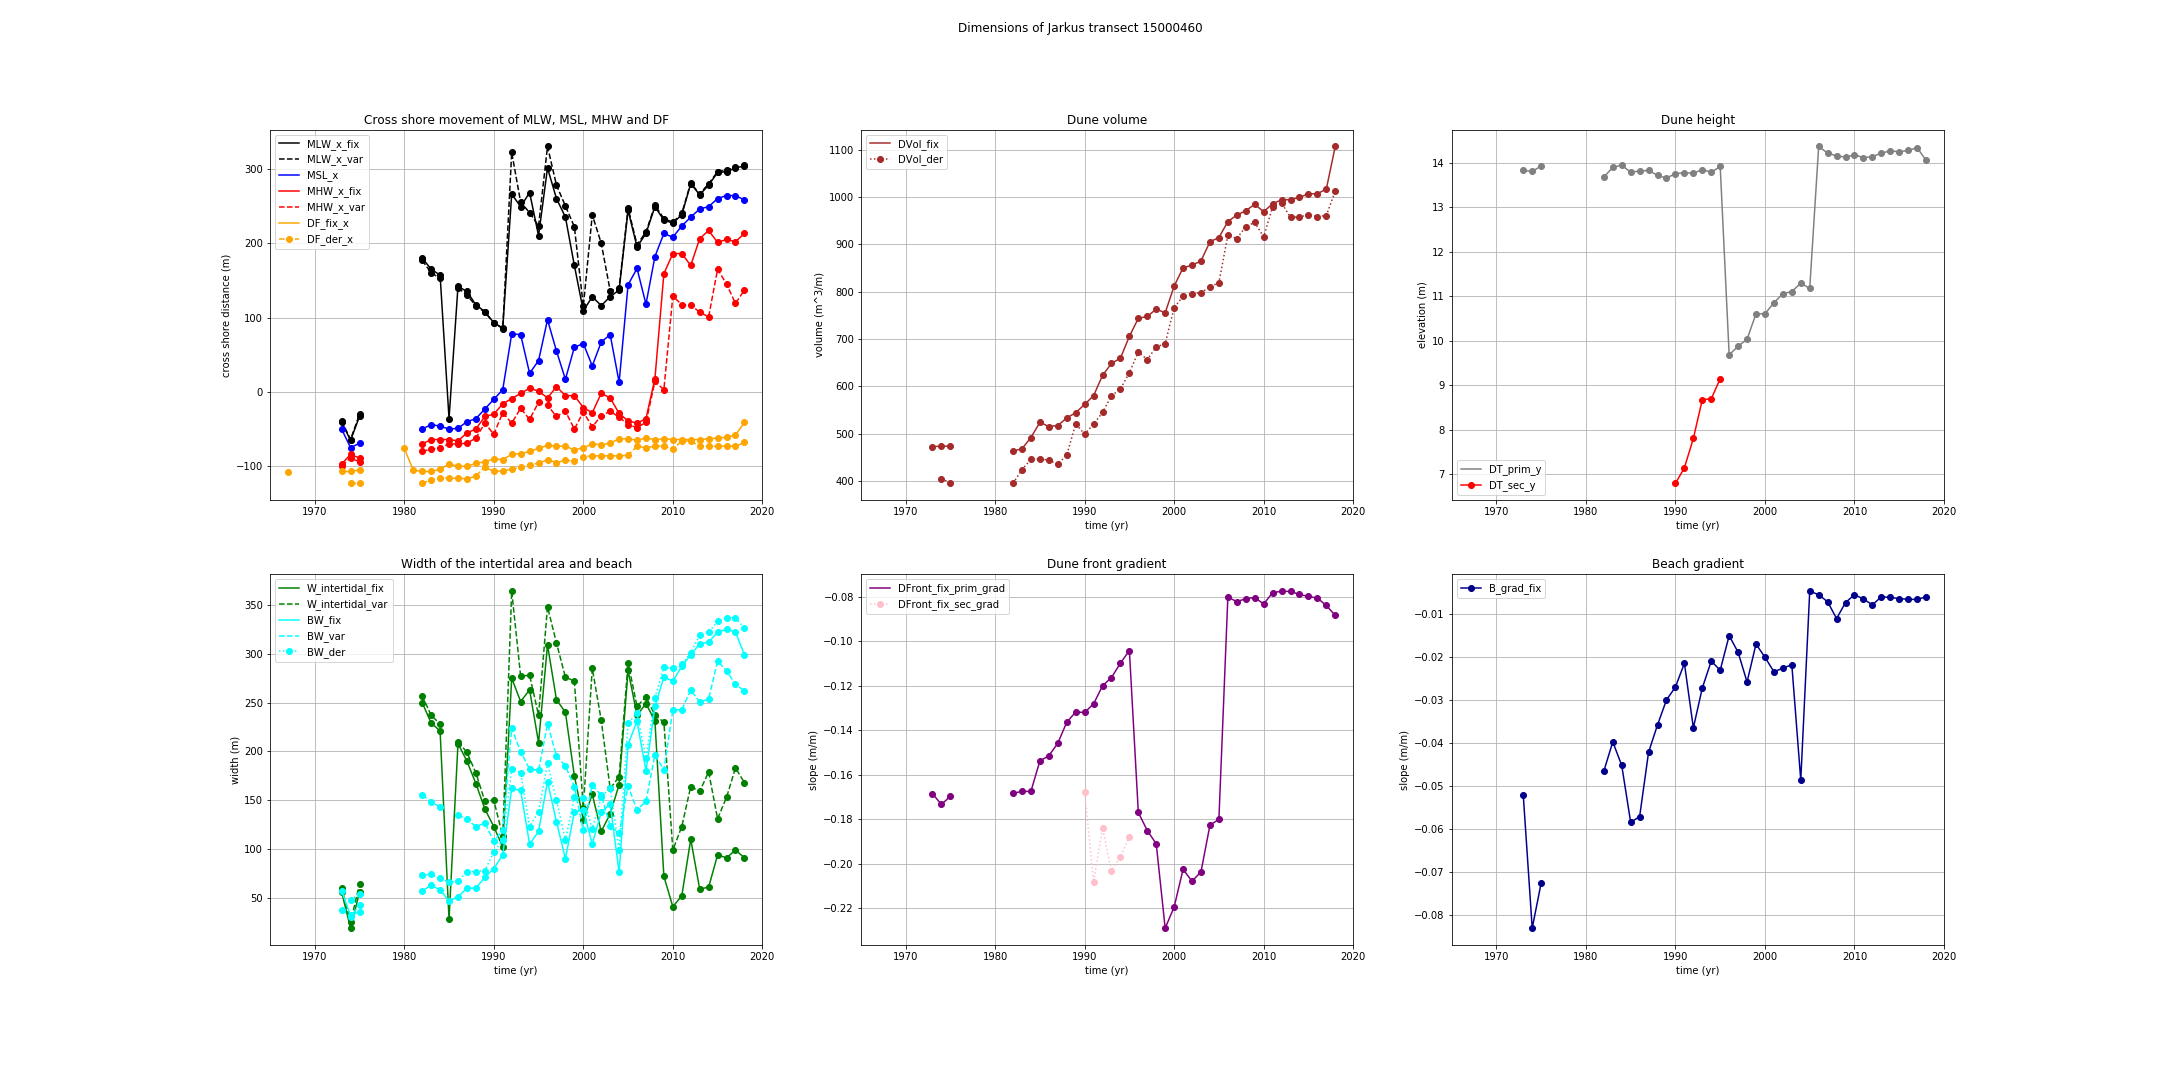 Dimensions of Jarkus transect 15000460
Cross shore movement of MLW, MSL, MHW and DF
MLW_x_fix
MLW_x_var
MSL_x
MHW_x_fix
MHW_x_var
DF_fix_x
DF_der_x
cross shore distance (m)
300
200
100
0
−100
1970
1980
1990
2000
2010
2020
time (yr)
Dune volume
DVol_fix
DVol_der
volume (m^3/m)
1100
1000
900
800
700
600
500
400
1970
1980
1990
2000
2010
2020
time (yr)
Dune height
DT_prim_y
DT_sec_y
elevation (m)
14
13
12
11
10
9
8
7
1970
1980
1990
2000
2010
2020
time (yr)
Width of the intertidal area and beach
W_intertidal_fix
W_intertidal_var
BW_fix
BW_var
BW_der
width (m)
350
300
250
200
150
100
50
1970
1980
1990
2000
2010
2020
time (yr)
Dune front gradient
DFront_fix_prim_grad
DFront_fix_sec_grad
slope (m/m)
−0.08
−0.10
−0.12
−0.14
−0.16
−0.18
−0.20
−0.22
1970
1980
1990
2000
2010
2020
time (yr)
Beach gradient
B_grad_fix
slope (m/m)
−0.01
−0.02
−0.03
−0.04
−0.05
−0.06
−0.07
−0.08
1970
1980
1990
2000
2010
2020
time (yr)